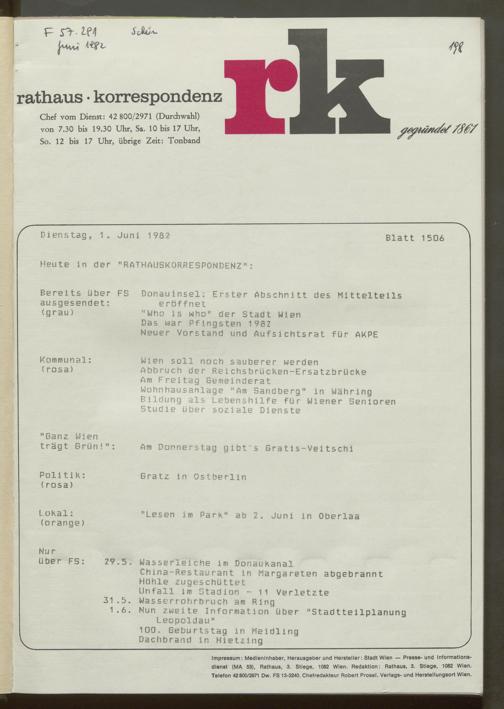 F 57.291 Schür
Juni 1982
198
rk
rathaus · korrespondenz
Chef vom Dienst: 42 800/2971 (Durchwahl)
von 7.30 bis 19.30 Uhr, Sa. 10 bis 17 Uhr,
So. 12 bis 17 Uhr, übrige Zeit: Tonband
gegründet 1861
Dienstag, 1. Juni 1982 Blatt 1506
Heute in der "RATHAUSKORRESPONDENZ":
Bereits über FS Donauinsel: Erster Abschnitt des Mittelteils
ausgesendet: eröffnet
(grau) "Who is who" der Stadt Wien
Das war Pfingsten 1982
Neuer Vorstand und Aufsichtsrat für AKPE
Kommunal: Wien soll noch sauberer werden
(rosa) Abbruch der Reichsbrücken-Ersatzbrücke
Am Freitag Gemeinderat
Wohnhausanlage "Am Sandberg" in Währing
Bildung als Lebenshilfe für Wiener Senioren
Studie über soziale Dienste
"Ganz Wien
trägt Grün!": Am Donnerstag gibt's Gratis-Veitschi
Politik: Gratz in Ostberlin
(rosa)
Lokal: "Lesen im Park" ab 2. Juni in Oberlaa
(orange)
Nur
über FS: 29.5. Wasserleiche im Donaukanal
China-Restaurant in Margareten abgebrannt
Höhle zugeschüttet
Unfall im Stadion - 11 Verletzte
31.5. Wasserrohrbruch am Ring
1.6. Nun zweite Information über "Stadtteilplanung
Leopoldau"
100. Geburtstag in Meidling
Dachbrand in Hietzing
Impressum: Medieninhaber, Herausgeber und Hersteller: Stadt Wien — Presse- und Informations-
dienst (MA 53), Rathaus, 3. Stiege, 1082 Wien. Redaktion: Rathaus, 3. Stiege, 1082 Wien.
Telefon 42 800/2971 Dw. FS 13-3240. Chefredakteur Robert Prosel. Verlags- und Herstellungsort Wien.